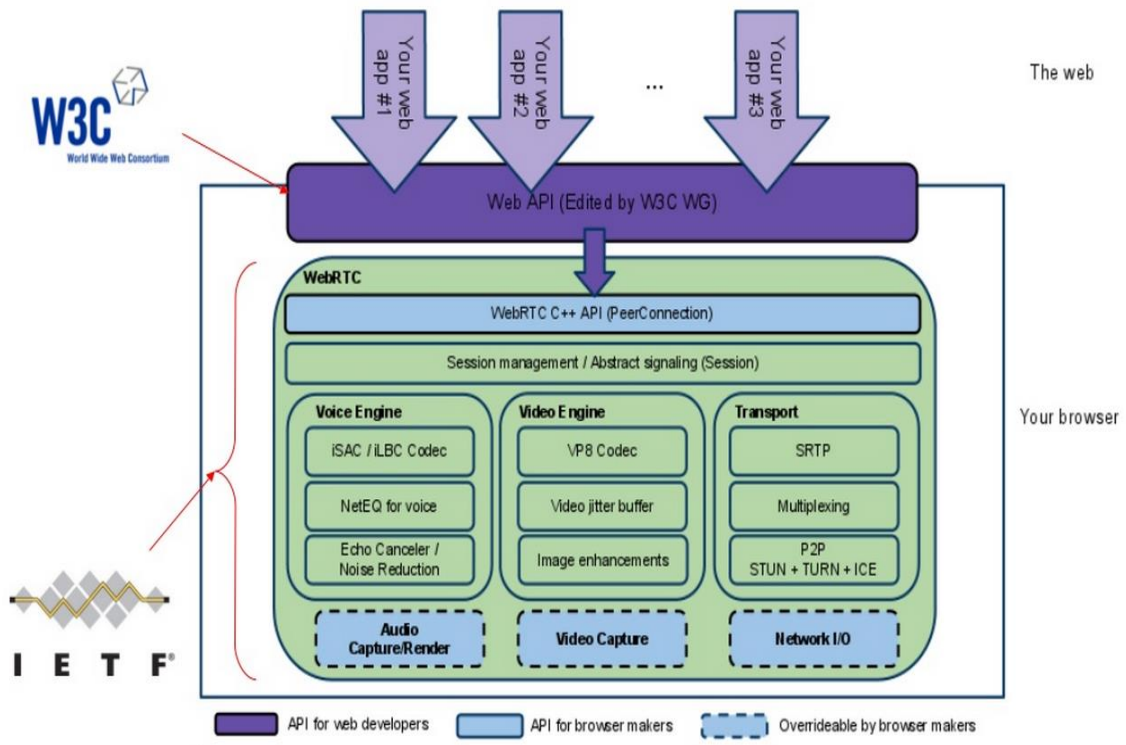 Your web
app #1
Your web
app #2
...
Your web
app #3
The web
W3C
World Wide Web Consortium
Web API (Edited by W3C WG)
WebRTC
WebRTC C++ API (PeerConnection)
Session management / Abstract signaling (Session)
Your browser
Voice Engine
iSAC / iLBC Codec
NetEQ for voice
Echo Canceler /
Noise Reduction
Video Engine
VP8 Codec
Video jitter buffer
Image enhancements
Transport
SRTP
Multiplexing
P2P
STUN + TURN + ICE
Audio
Capture/Render
Video Capture
Network I/O
I E T F®
API for web developers
API for browser makers
Overrideable by browser makers